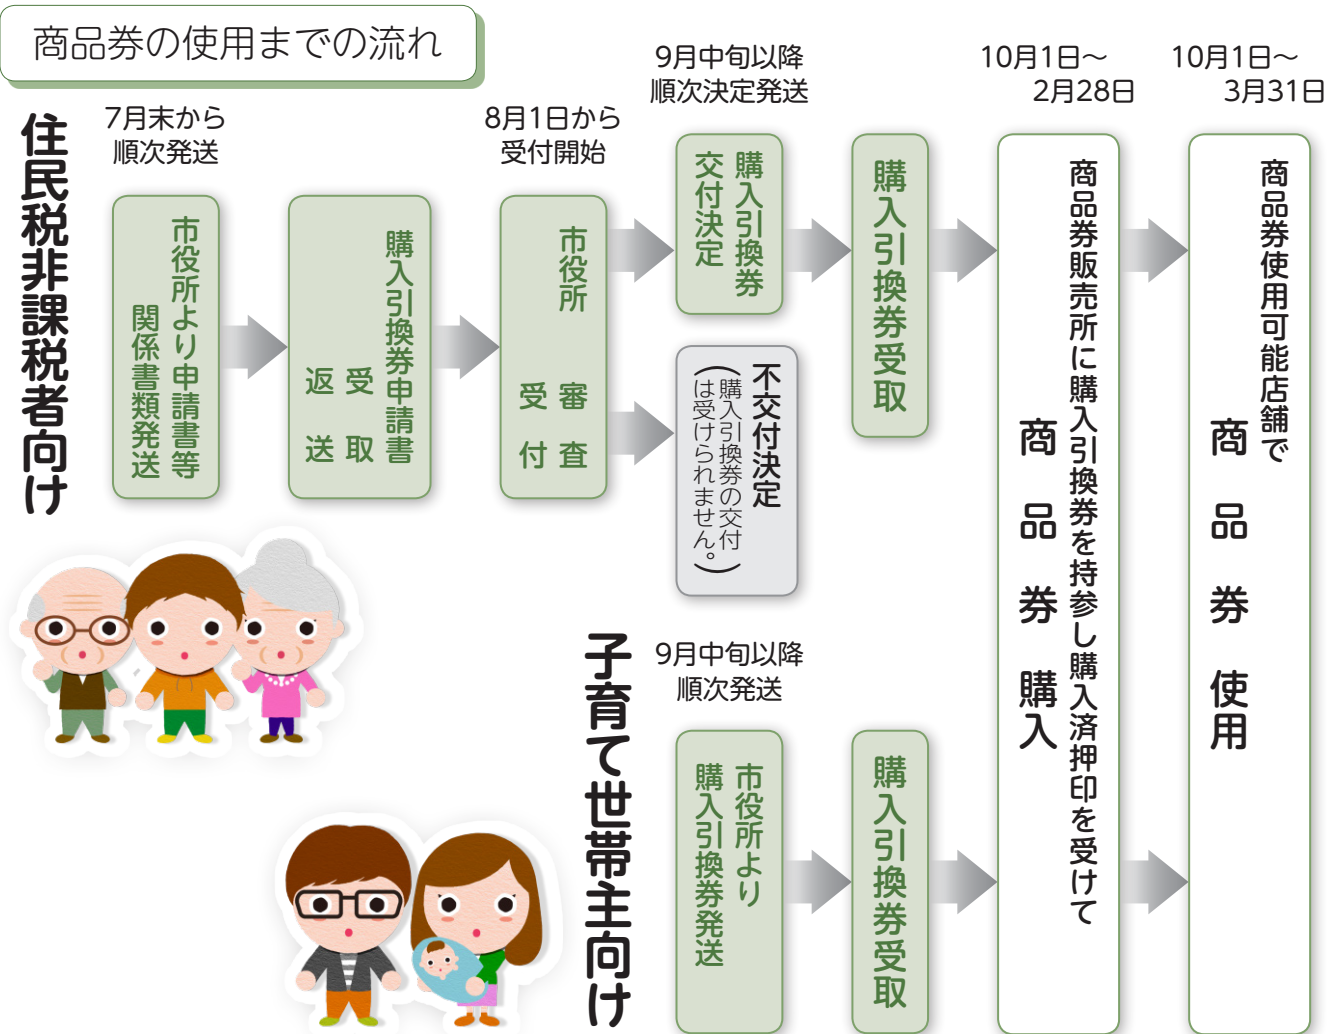 商品券の使用までの流れ
住民税非課税者向け
7月末から
順次発送
市役所より申請書等
関係書類発送
購入引換券申請書
受取
返送
8月1日から
受付開始
市役所
審査
受付
9月中旬以降
順次決定発送
購入引換券
交付決定
不交付決定
(購入引換券の交付
は受けられません。)
購入引換券受取
10月1日～
2月28日
商品券販売所に購入引換券を持参し購入済押印を受けて
商品券購入
10月1日～
3月31日
商品券使用可能店舗で
商品券使用
子育て世帯主向け
9月中旬以降
順次発送
市役所より
購入引換券発送
購入引換券受取